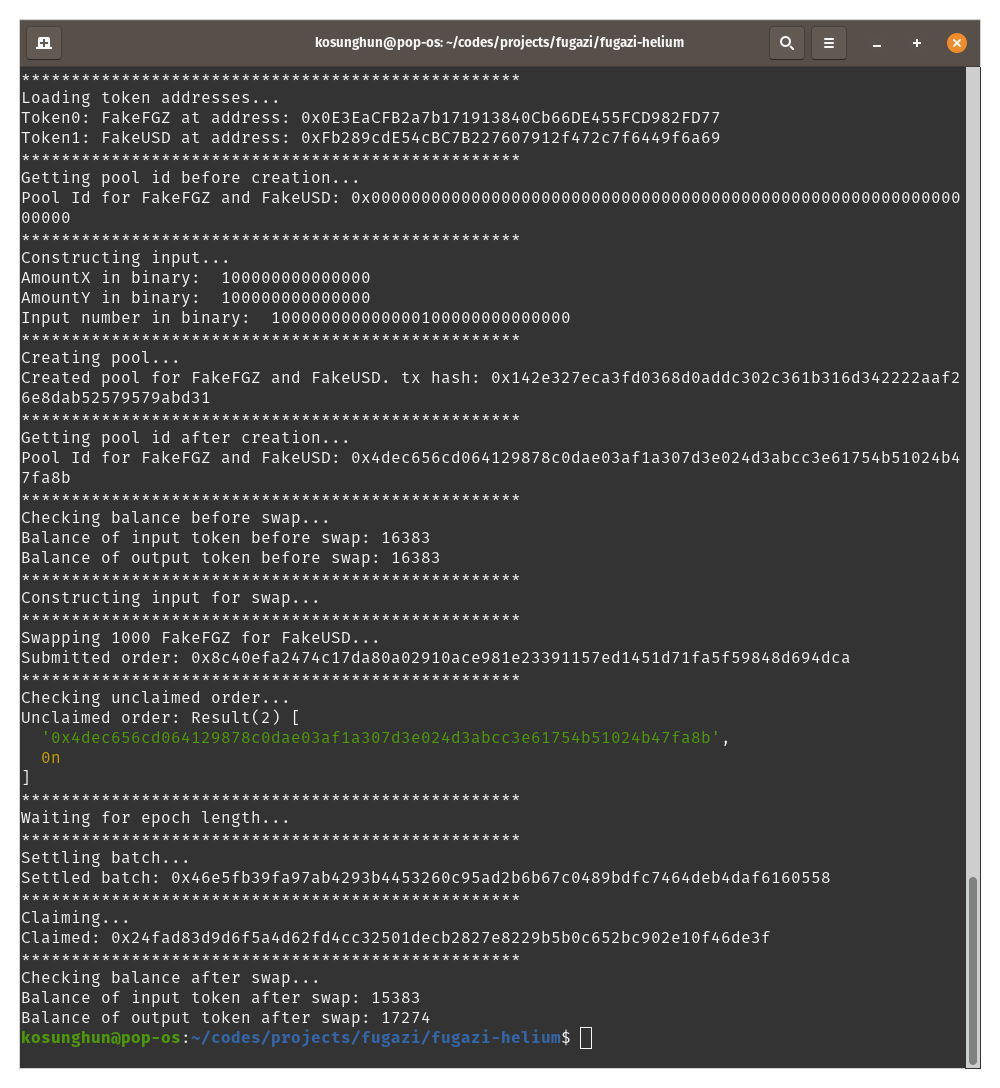 kosunghun@pop-os: ~/codes/projects/fugazi/fugazi-helium
**************************************************
Loading token addresses...
Token0: FakeFGZ at address: 0x0E3EaCFB2a7b171913840Cb66DE455FCD982FD77
Token1: FakeUSD at address: 0xFb289cdE54cBC7B227607912f472c7f6449f6a69
**************************************************
Getting pool id before creation...
Pool Id for FakeFGZ and FakeUSD: 0x00000000000000000000000000000000000000000000000000000000000
00000
**************************************************
Constructing input...
AmountX in binary:  100000000000000
AmountY in binary:  100000000000000
Input number in binary:  100000000000000100000000000000
**************************************************
Creating pool...
Created pool for FakeFGZ and FakeUSD. tx hash: 0x142e327eca3fd0368d0addc302c361b316d342222aaf2
6e8dab52579579abd31
**************************************************
Getting pool id after creation...
Pool Id for FakeFGZ and FakeUSD: 0x4dec656cd064129878c0dae03af1a307d3e024d3abcc3e61754b51024b4
7fa8b
**************************************************
Checking balance before swap...
Balance of input token before swap: 16383
Balance of output token before swap: 16383
**************************************************
Constructing input for swap...
**************************************************
Swapping 1000 FakeFGZ for FakeUSD...
Submitted order: 0x8c40efa2474c17da80a02910ace981e23391157ed1451d71fa5f59848d694dca
**************************************************
Checking unclaimed order...
Unclaimed order: Result(2) [
  '0x4dec656cd064129878c0dae03af1a307d3e024d3abcc3e61754b51024b47fa8b',
  0n
]
**************************************************
Waiting for epoch length...
**************************************************
Settling batch...
Settled batch: 0x46e5fb39fa97ab4293b4453260c95ad2b6b67c0489bdfc7464deb4daf6160558
**************************************************
Claiming...
Claimed: 0x24fad83d9d6f5a4d62fd4cc32501decb2827e8229b5b0c652bc902e10f46de3f
**************************************************
Checking balance after swap...
Balance of input token after swap: 15383
Balance of output token after swap: 17274
kosunghun@pop-os:~/codes/projects/fugazi/fugazi-helium$